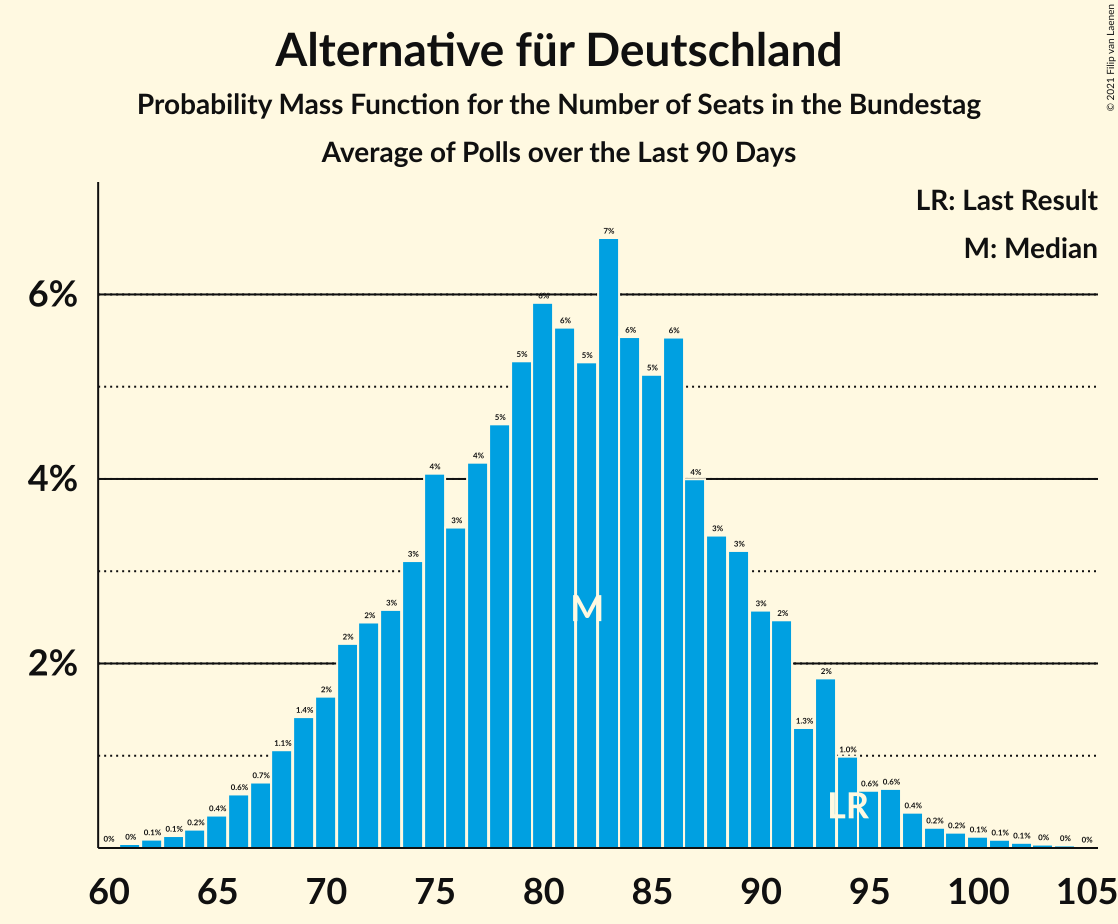 Alternative für Deutschland
Probability Mass Function for the Number of Seats in the Bundestag
Average of Polls over the Last 90 Days
© 2021 Filip van Laenen
LR: Last Result
M: Median
6%
4%
2%
0% 0% 0.1% 0.1% 0.2% 0.4% 0.6% 0.7% 1.1% 1.4% 2% 2% 2% 3% 3% 4% 3% 4% 5% 5% 6% 6% 5% 7% 6% 5% 6% 4% 3% 3% 3% 2% 1.3% 2% 1.0% 0.6% 0.6% 0.4% 0.2% 0.2% 0.1% 0.1% 0.1% 0% 0% 0%
M
LR
60 65 70 75 80 85 90 95 100 105